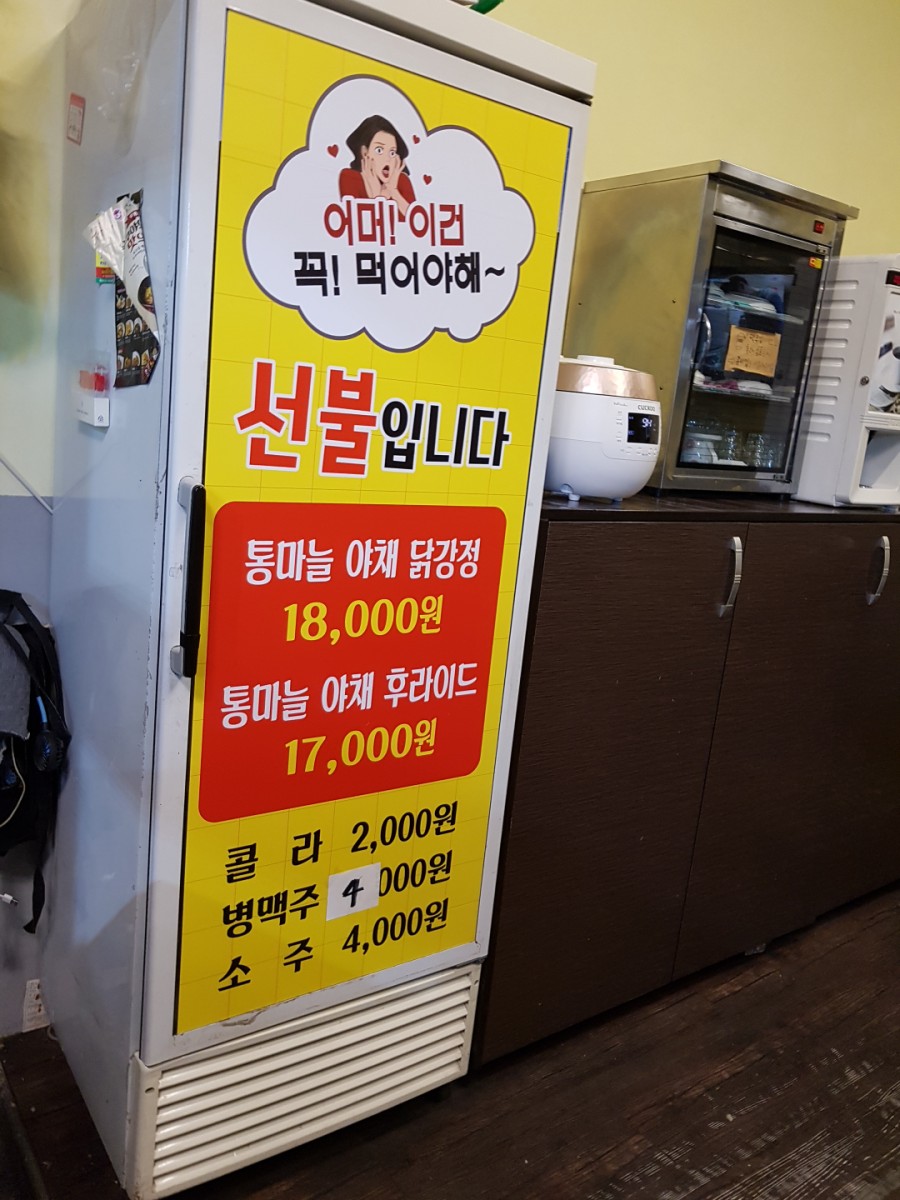 어머! 이건
꼭! 먹어야해~
선불입니다
통마늘 야채 닭강정
18,000원
통마늘 야채 후라이드
17,000원
콜 라 2,000원
병맥주 4,000원
소 주 4,000원
CUCKOO